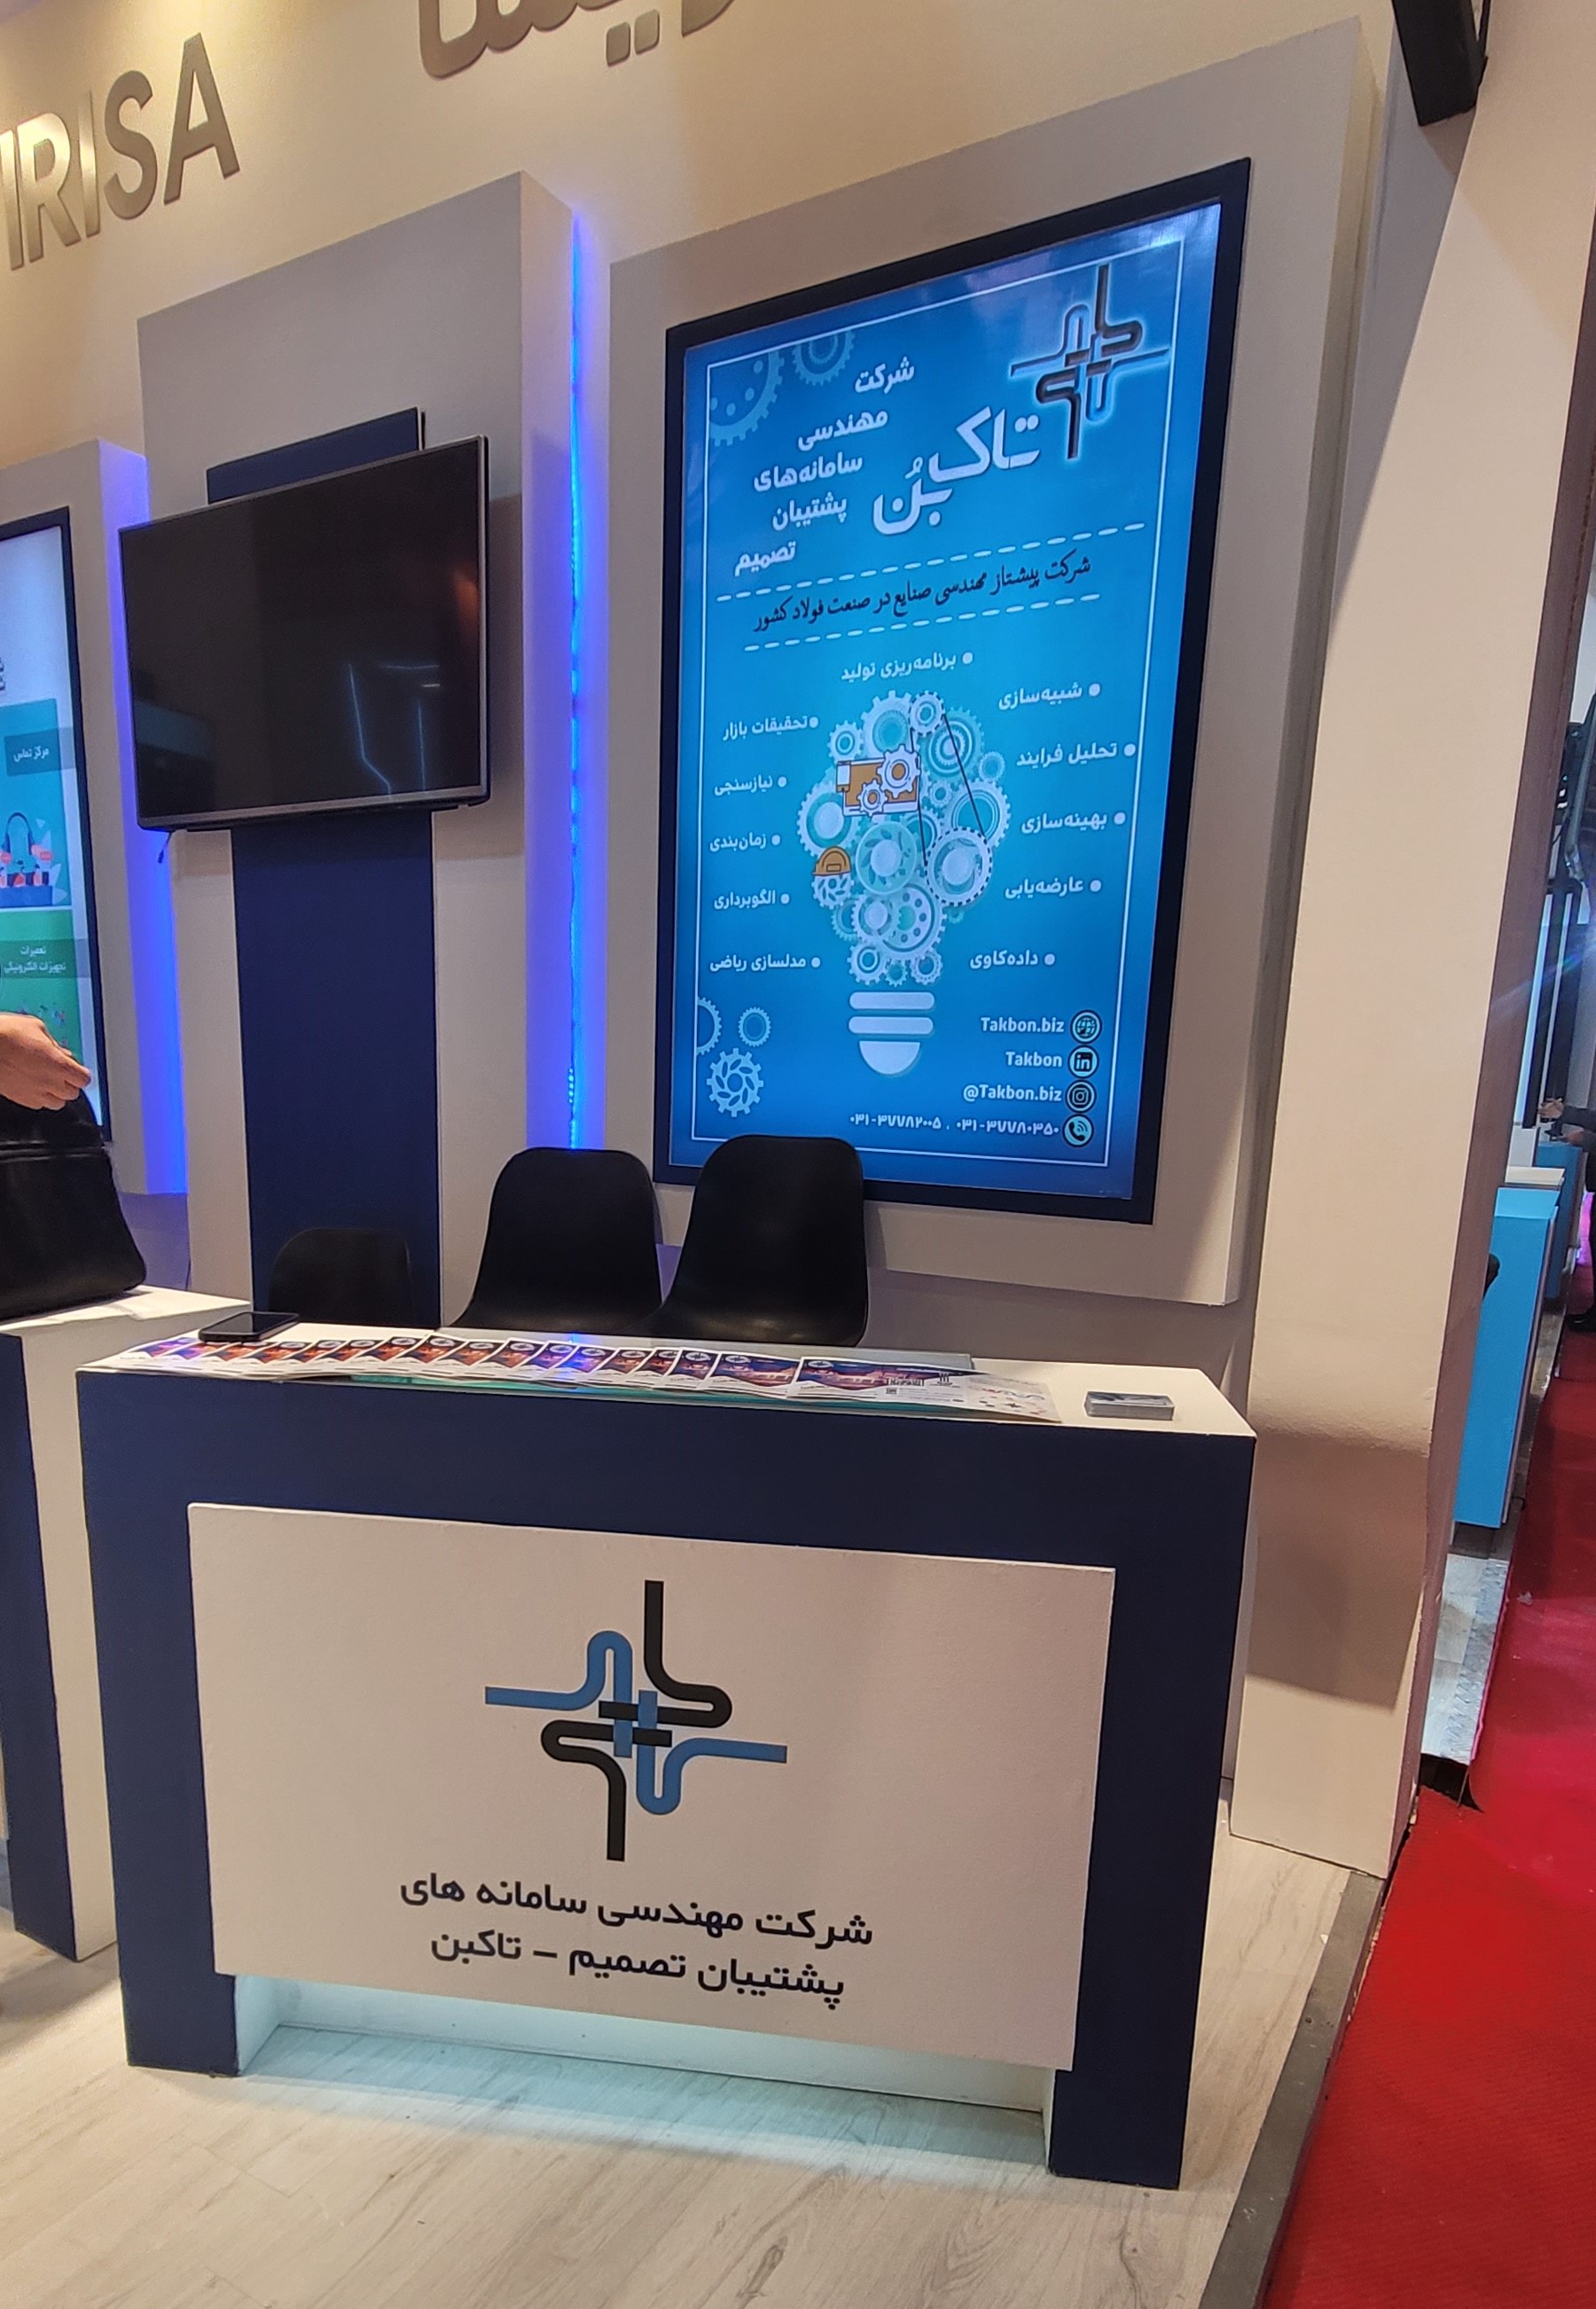 IRISA
شرکت
مهندسی
سامانه‌های
پشتیبان
تصمیم
تاک
بُن
شرکت پیشتاز مهندسی صنایع در صنعت فولاد کشور
برنامه‌ریزی تولید
شبیه‌سازی
تحلیل فرایند
بهینه‌سازی
عارضه‌یابی
داده‌کاوی
تحقیقات بازار
نیازسنجی
زمان‌بندی
الگوبرداری
مدلسازی ریاضی
Takbon.biz
Takbon
in
@Takbon.biz
۰۳۱-۳۷۷۸۰۳۵۰ ، ۰۳۱-۳۷۷۸۲۰۰۵
مرکز تماس
تعمیرات
تجهیزات الکترونیکی
شرکت مهندسی سامانه های
پشتیبان تصمیم – تاکبن